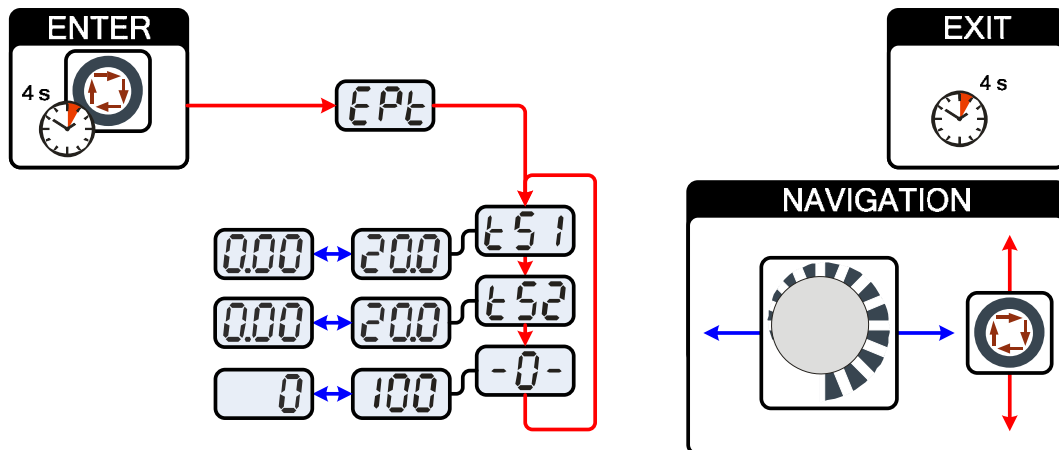 ENTER
4 s
EPt
EXIT
4 s
NAVIGATION
tS1
0.00
20.0
tS2
0.00
20.0
-0-
0
100